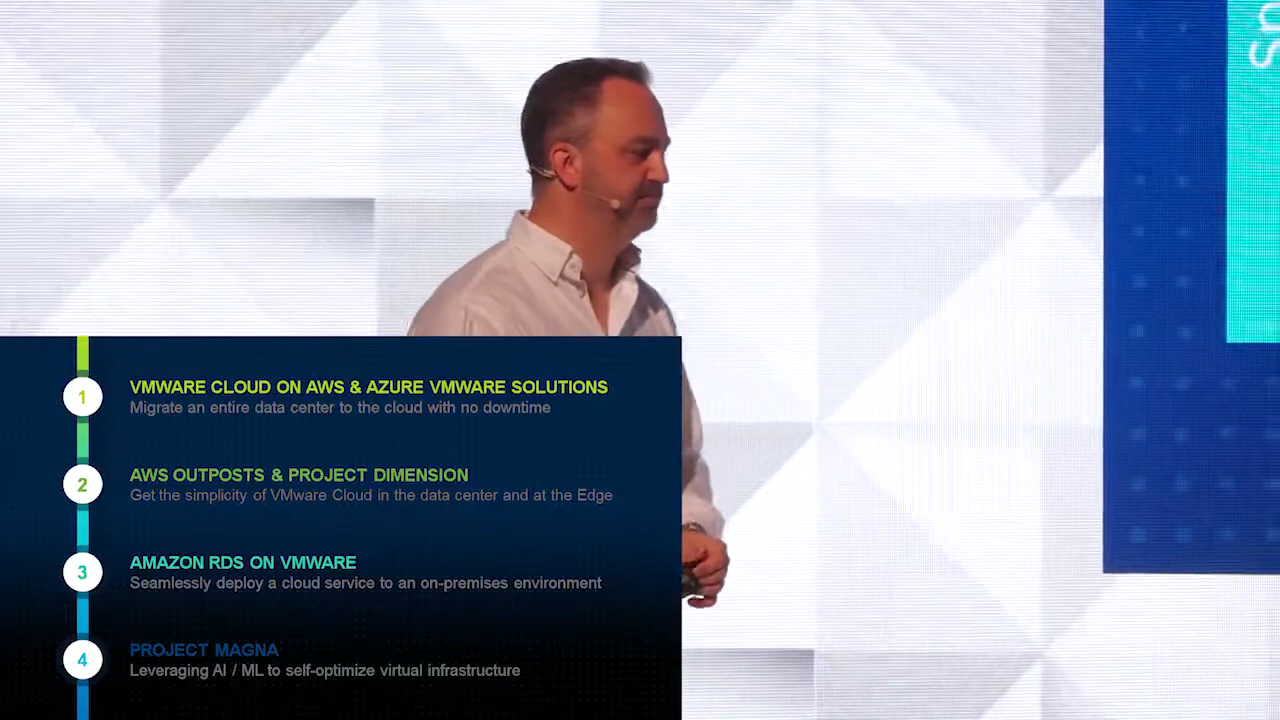 1
VMWARE CLOUD ON AWS & AZURE VMWARE SOLUTIONS
Migrate an entire data center to the cloud with no downtime
2
AWS OUTPOSTS & PROJECT DIMENSION
Get the simplicity of VMware Cloud in the data center and at the Edge
3
AMAZON RDS ON VMWARE
Seamlessly deploy a cloud service to an on-premises environment
4
PROJECT MAGNA
Leveraging AI / ML to self-optimize virtual infrastructure